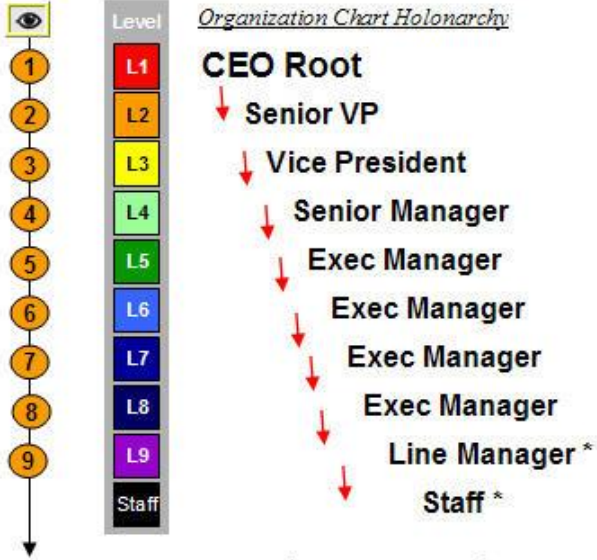 Level Organization Chart Holonarchy
1 L1 CEO Root
2 L2 Senior VP
3 L3 Vice President
4 L4 Senior Manager
5 L5 Exec Manager
6 L6 Exec Manager
7 L7 Exec Manager
8 L8 Exec Manager
9 L9 Line Manager *
Staff Staff *